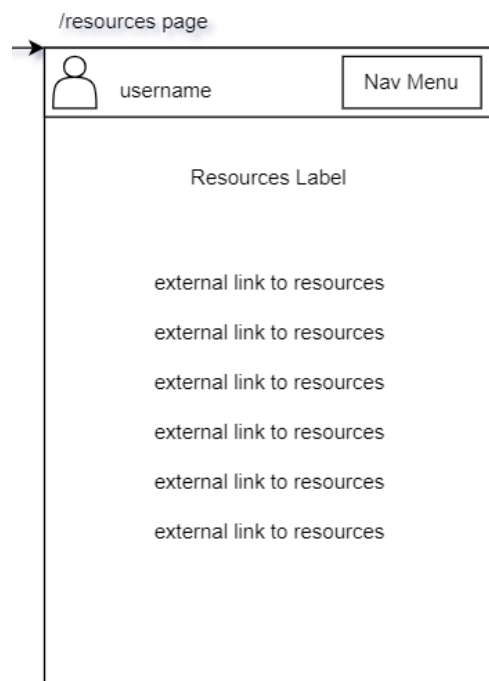 /resources page
username
Nav Menu
Resources Label
external link to resources
external link to resources
external link to resources
external link to resources
external link to resources
external link to resources